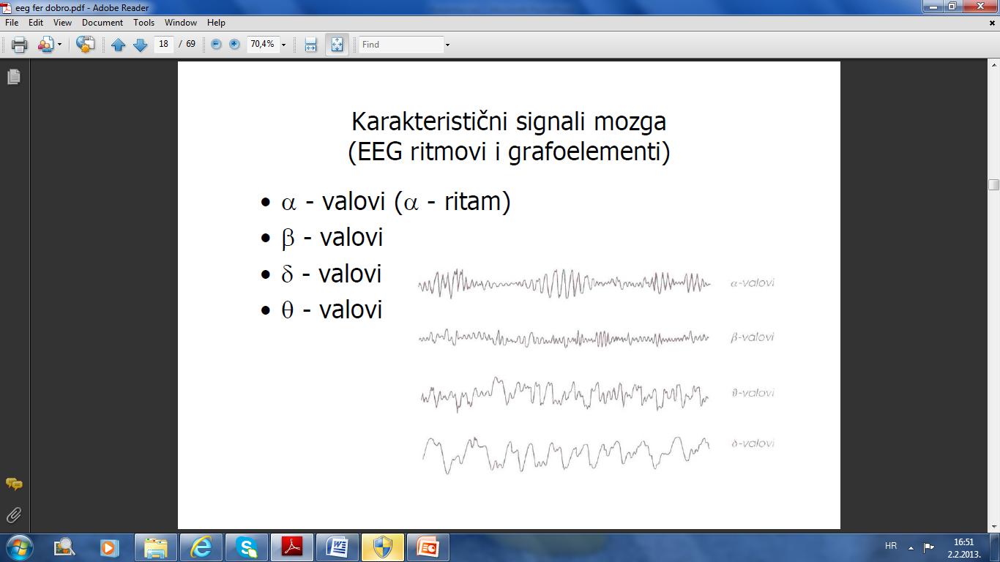 eeg fer dobro.pdf - Adobe Reader
File Edit View Document Tools Window Help
18 / 69 70,4% Find
Karakteristični signali mozga
(EEG ritmovi i grafoelementi)
• α - valovi (α - ritam)
• β - valovi
• δ - valovi
• θ - valovi
α-valovi
β-valovi
ϑ-valovi
δ-valovi
HR
16:51
2.2.2013.